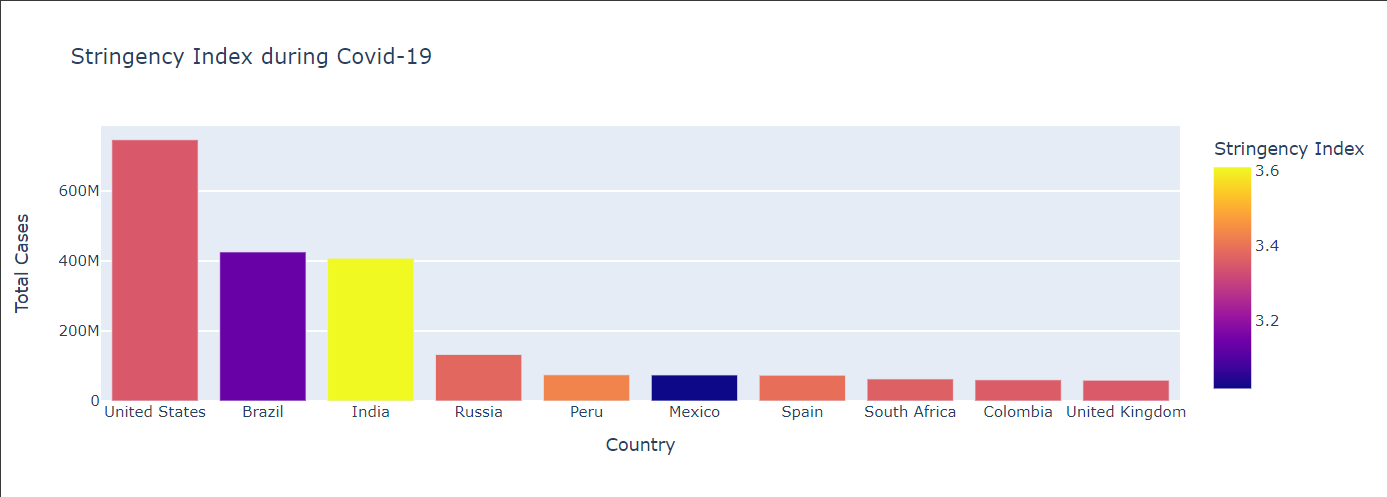 Stringency Index during Covid-19
Stringency Index
3.6
3.4
3.2
Total Cases
600M
400M
200M
0
United States Brazil India Russia Peru Mexico Spain South Africa Colombia United Kingdom
Country